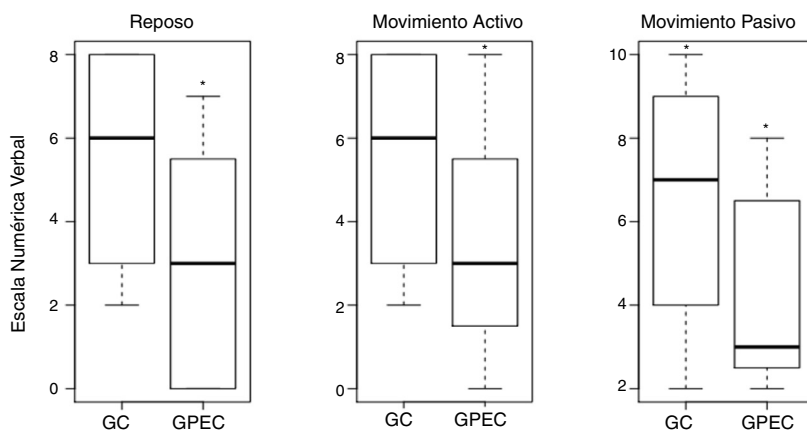 Reposo
Movimiento Activo
Movimiento Pasivo
Escala Numérica Verbal
8
6
4
2
0
*
GC
GPEC
8
6
4
2
0
*
GC
GPEC
10
8
6
4
2
*
*
GC
GPEC